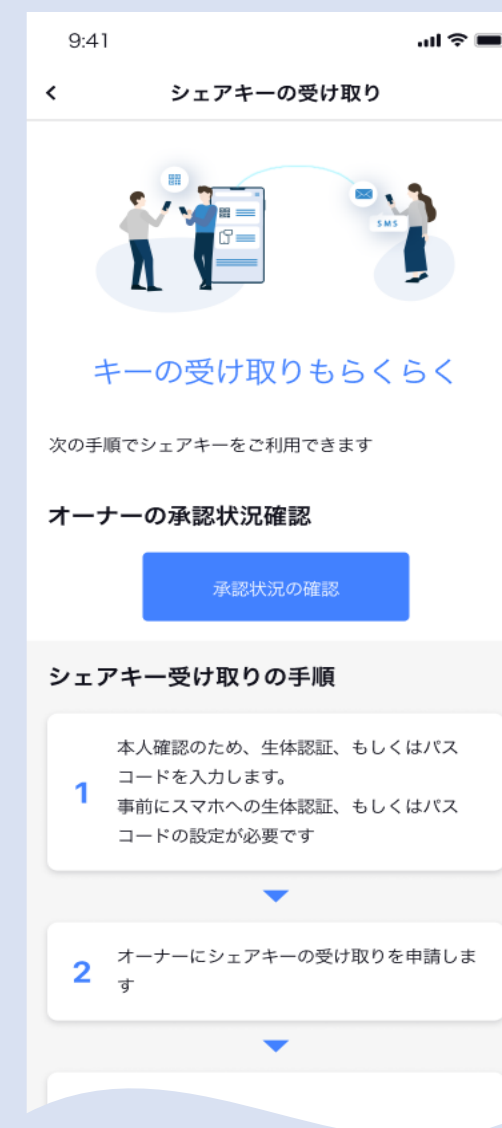 9:41
シェアキーの受け取り
SMS
キーの受け取りもらくらく
次の手順でシェアキーをご利用できます
オーナーの承認状況確認
承認状況の確認
シェアキー受け取りの手順
1
本人確認のため、生体認証、もしくはパス
コードを入力します。
事前にスマホへの生体認証、もしくはパス
コードの設定が必要です
2
オーナーにシェアキーの受け取りを申請しま
す